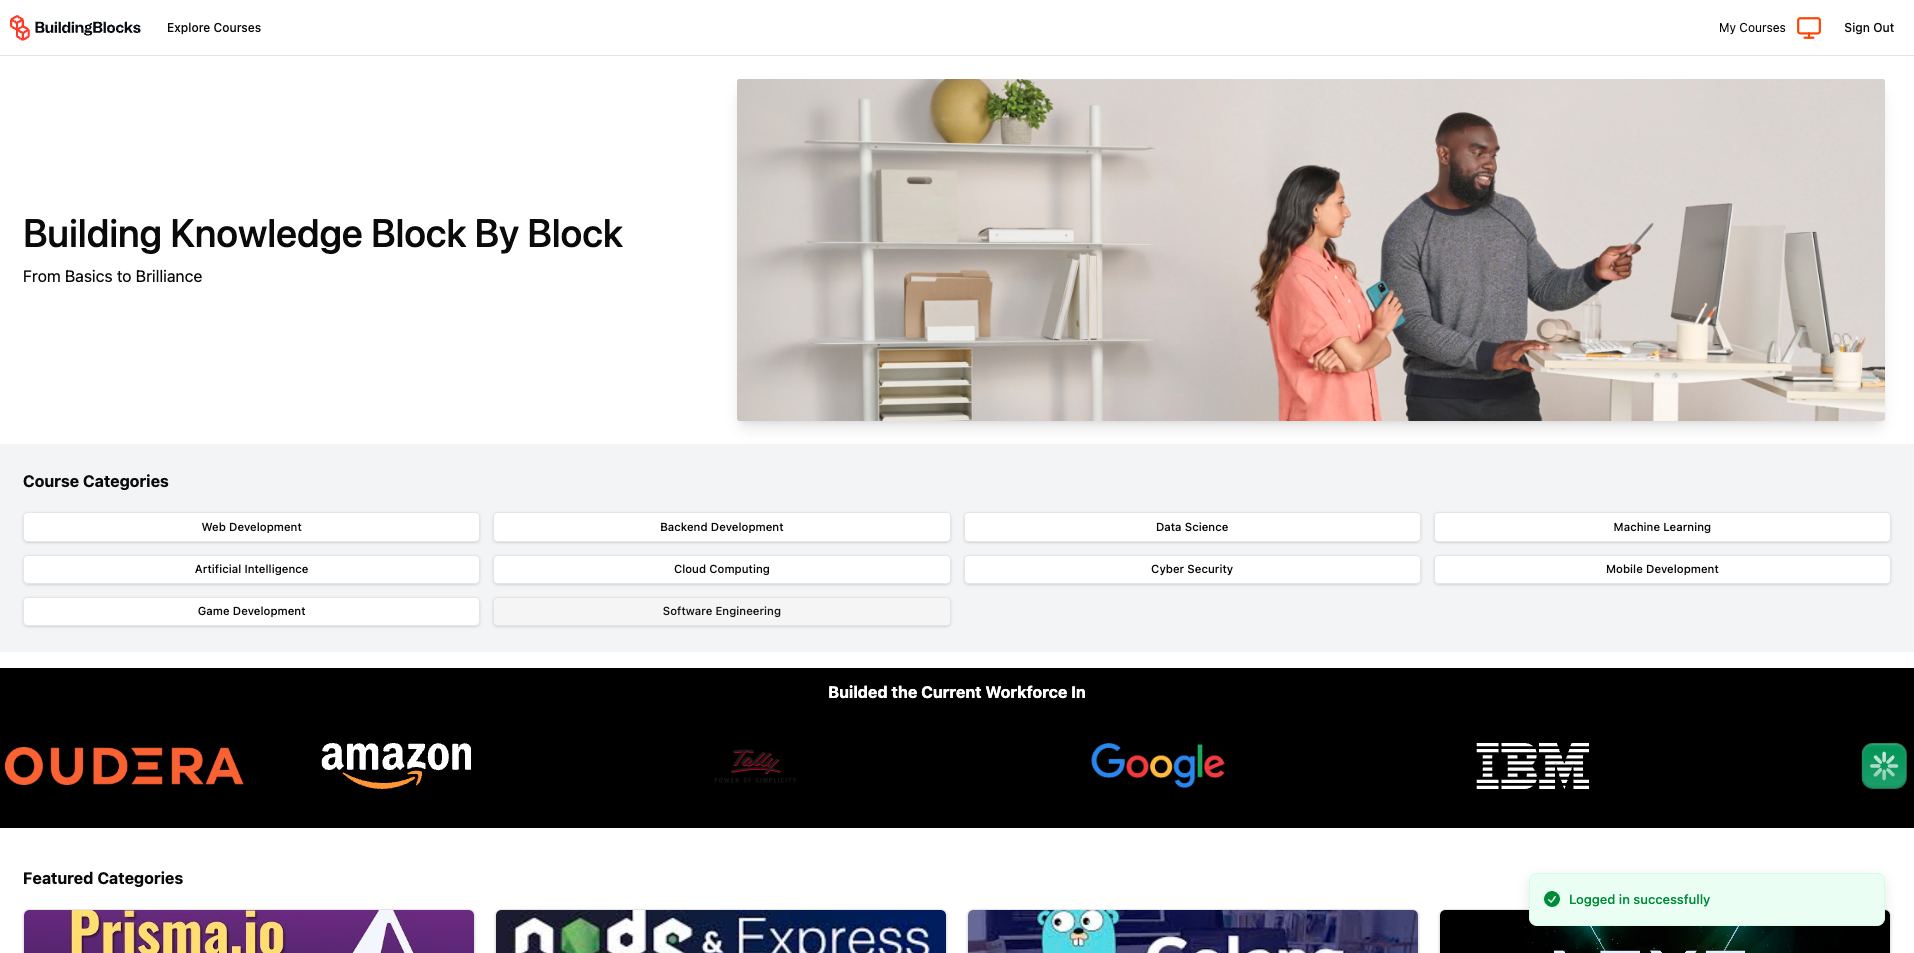 BuildingBlocks
Explore Courses
My Courses
Sign Out
Building Knowledge Block By Block
From Basics to Brilliance
Course Categories
Web Development
Backend Development
Data Science
Machine Learning
Artificial Intelligence
Cloud Computing
Cyber Security
Mobile Development
Game Development
Software Engineering
Builded the Current Workforce In
OUDERA
amazon
Tally
POWER OF SIMPLICITY
Google
IBM
Featured Categories
Prisma.io
node & Express
Golang
Logged in successfully